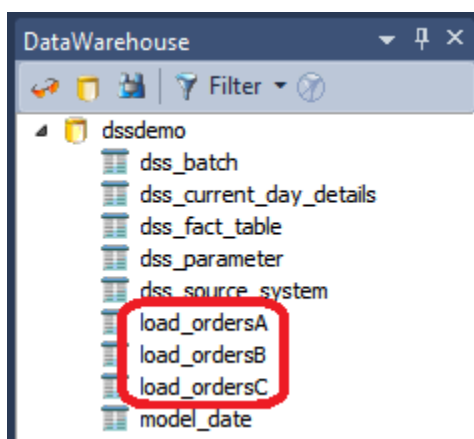 DataWarehouse
Filter
dssdemo
dss_batch
dss_current_day_details
dss_fact_table
dss_parameter
dss_source_system
load_ordersA
load_ordersB
load_ordersC
model_date